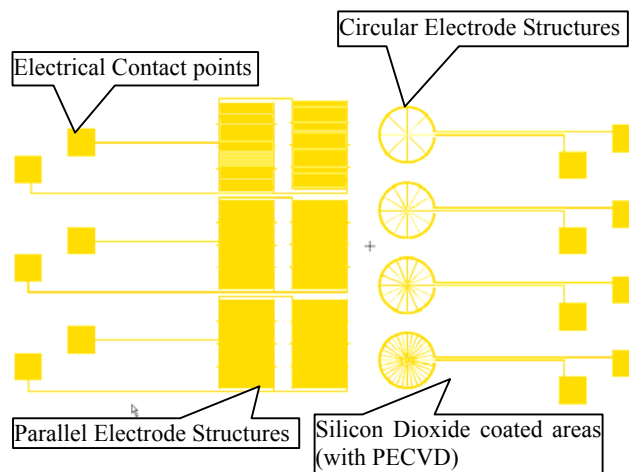 Circular Electrode Structures
Electrical Contact points
Parallel Electrode Structures
Silicon Dioxide coated areas
(with PECVD)